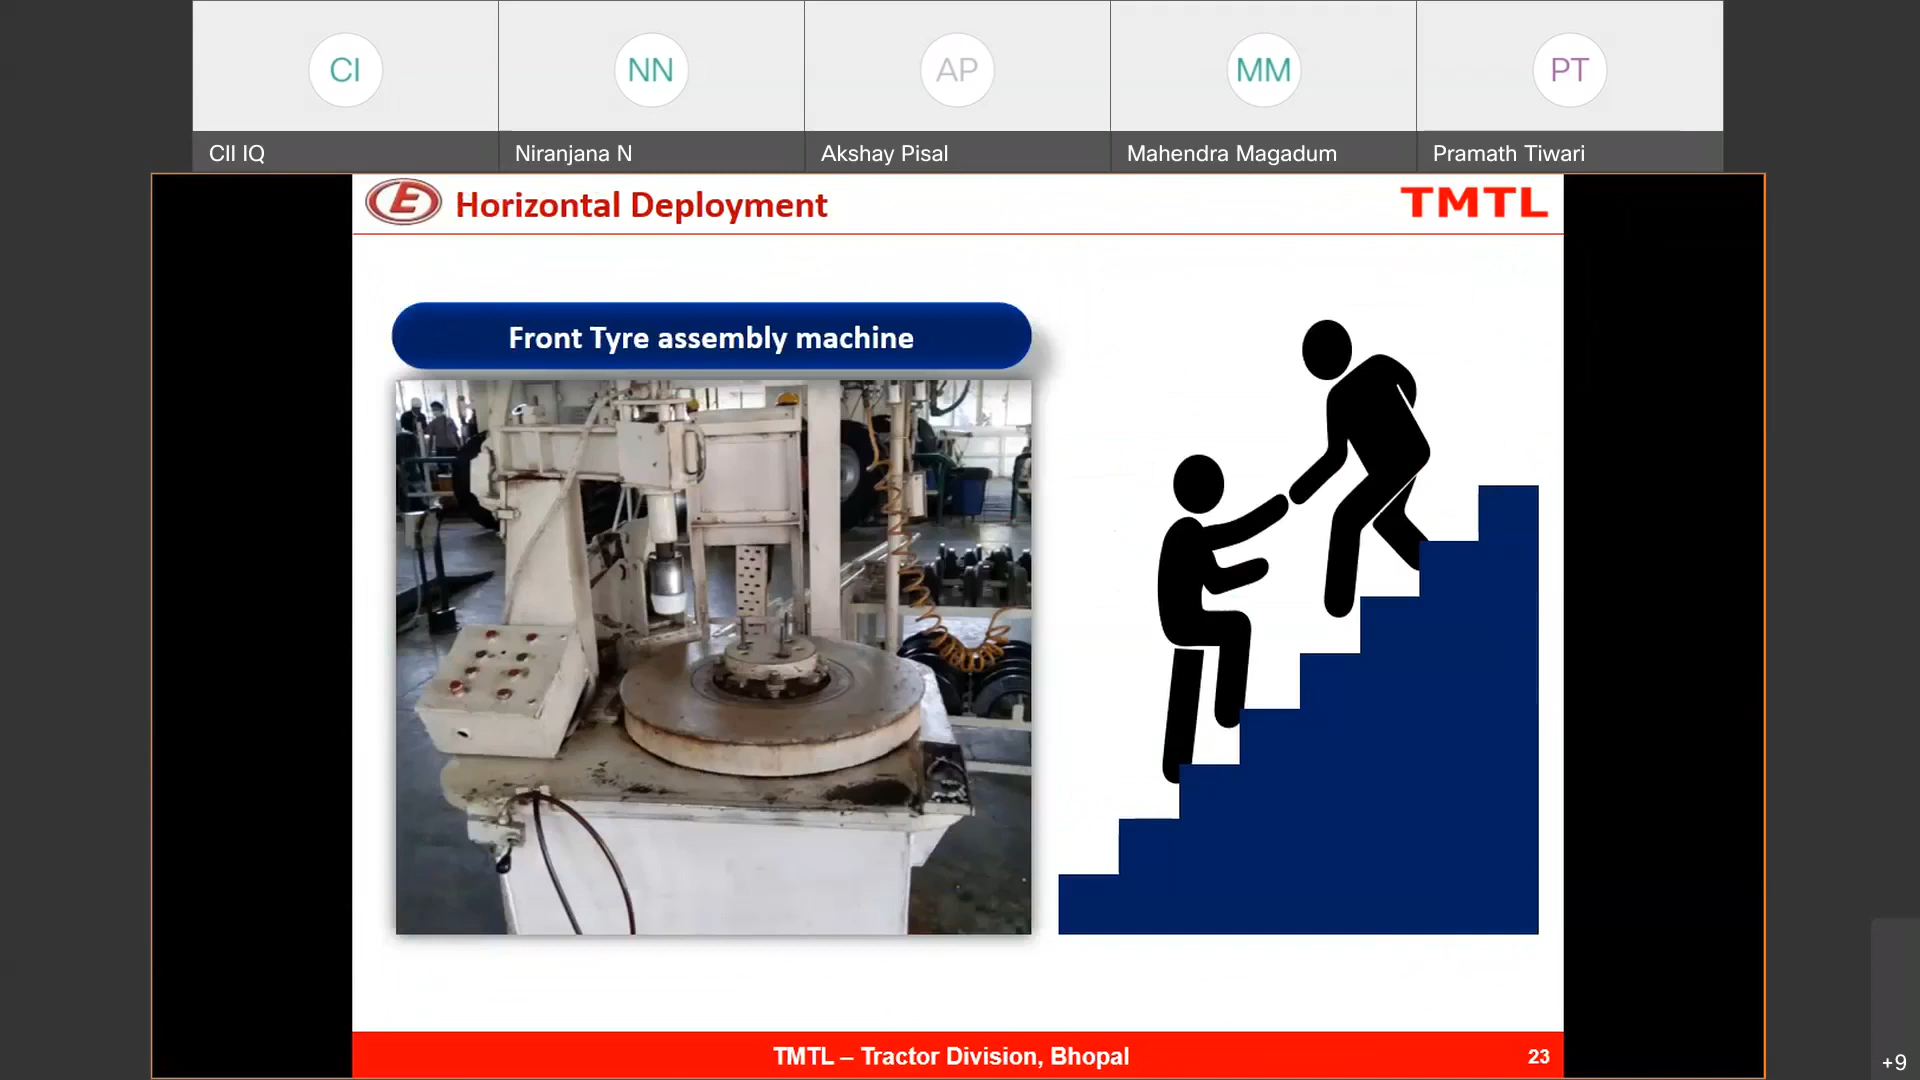 CI
NN
AP
MM
PT
CII IQ
Niranjana N
Akshay Pisal
Mahendra Magadum
Pramath Tiwari
E
Horizontal Deployment
TMTL
Front Tyre assembly machine
TMTL – Tractor Division, Bhopal
23
+9